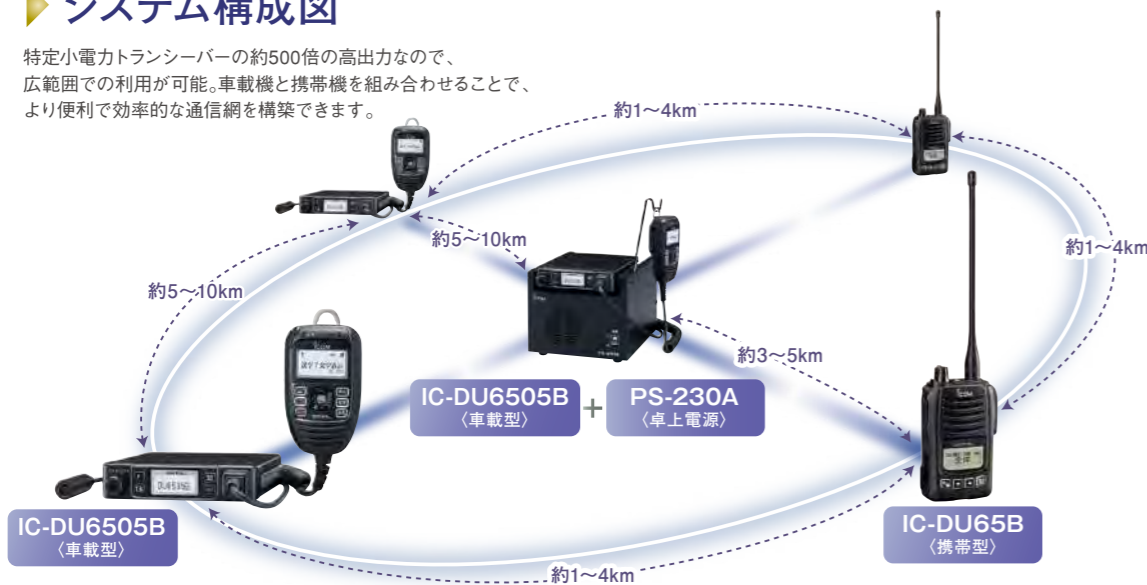 システム構成図
特定小電力トランシーバーの約500倍の高出力なので、
広範囲での利用が可能。車載機と携帯機を組み合わせることで、
より便利で効率的な通信網を構築できます。
約1～4km
約5～10km
約1～4km
約5～10km
約3～5km
IC-DU6505B
〈車載型〉
+
PS-230A
〈卓上電源〉
IC-DU6505B
〈車載型〉
IC-DU65B
〈携帯型〉
約1～4km